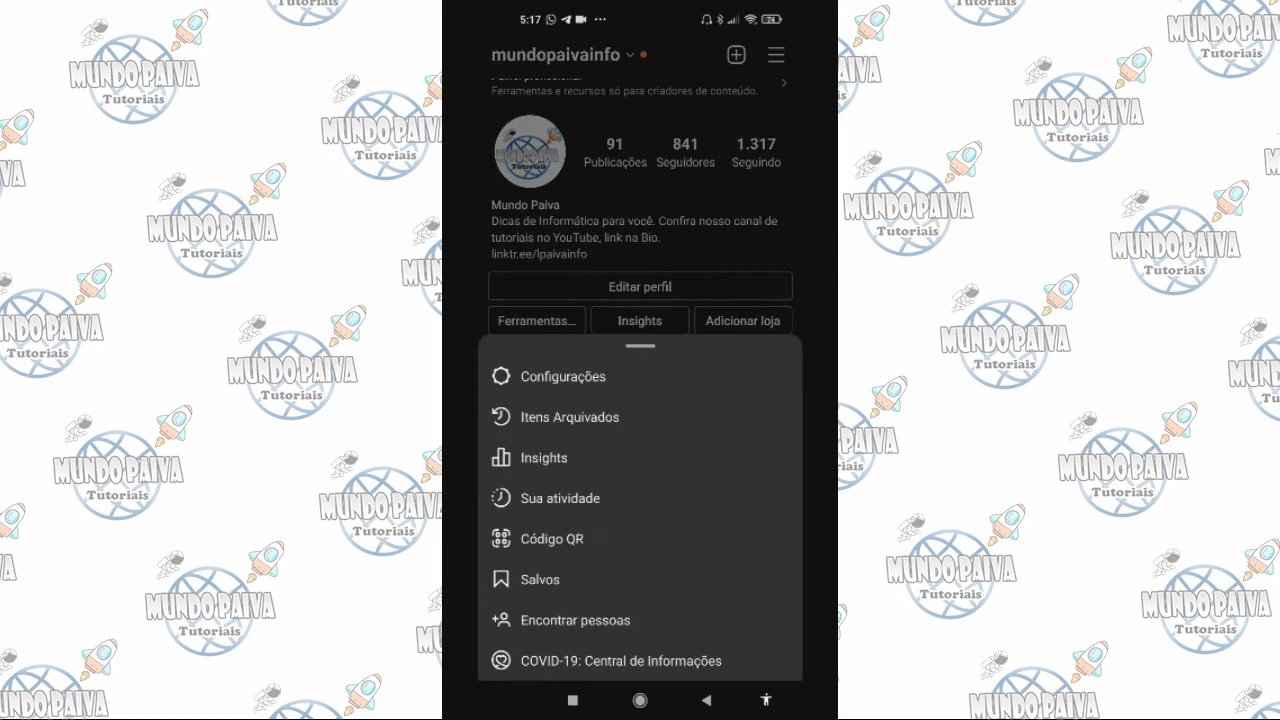 5:17
74
mundopaivainfo
Painel profissional
Ferramentas e recursos só para criadores de conteúdo.
91 841 1.317
Publicações Seguidores Seguindo
Mundo Paiva
Dicas de Informática para você. Confira nosso canal de
tutoriais no YouTube, link na Bio.
linktr.ee/lpaivainfo
Editar perfil
Ferramentas... Insights Adicionar loja
Configurações
Itens Arquivados
Insights
Sua atividade
Código QR
Salvos
Encontrar pessoas
COVID-19: Central de Informações
MUNDO PAIVA
Tutoriais